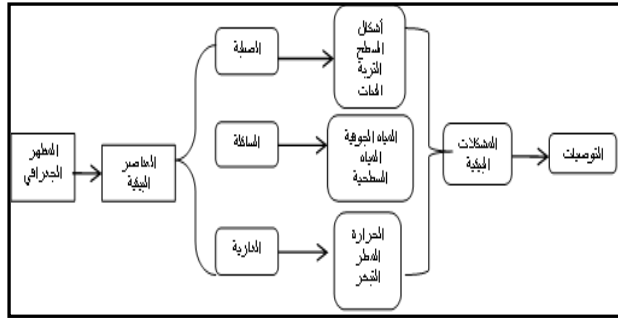 المظهر
الجغرافي
العناصر
البيئية
الصلبة
أشكال
السطح
التربة
النبات
السائلة
المياه الجوفية
المياه
السطحية
الغازية
الحرارة
المطر
التبخر
المشكلات
البيئية
التوصيات